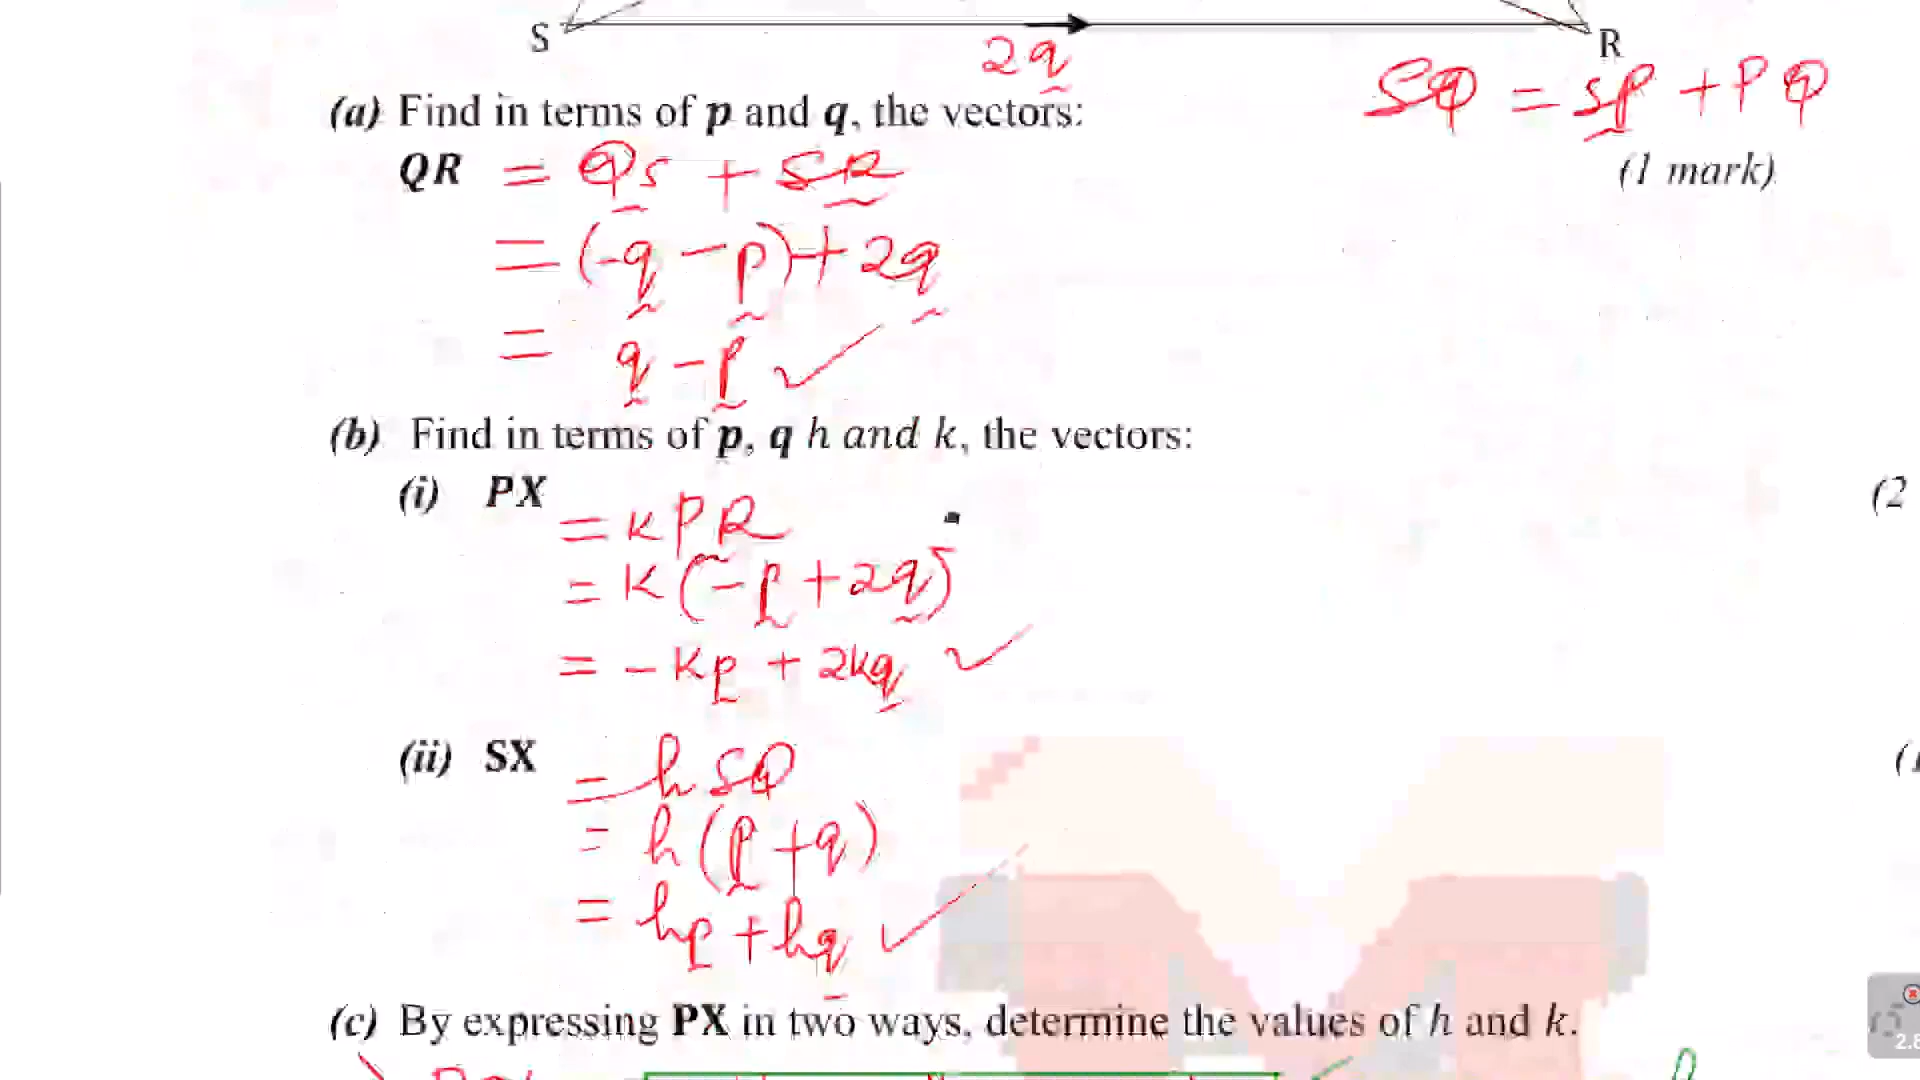 S
R
2q
SQ = SP + PQ
(a) Find in terms of p and q, the vectors:
QR = QS + SR
(1 mark)
= (-q - p) + 2q
= q - p ✓
(b) Find in terms of p, q h and k, the vectors:
(i) PX
(2
= KPR
= K(-p + 2q)
= -Kp + 2kq ✓
(ii) SX
= h SQ
= h(p + q)
= hp + hq ✓
(c) By expressing PX in two ways, determine the values of h and k.